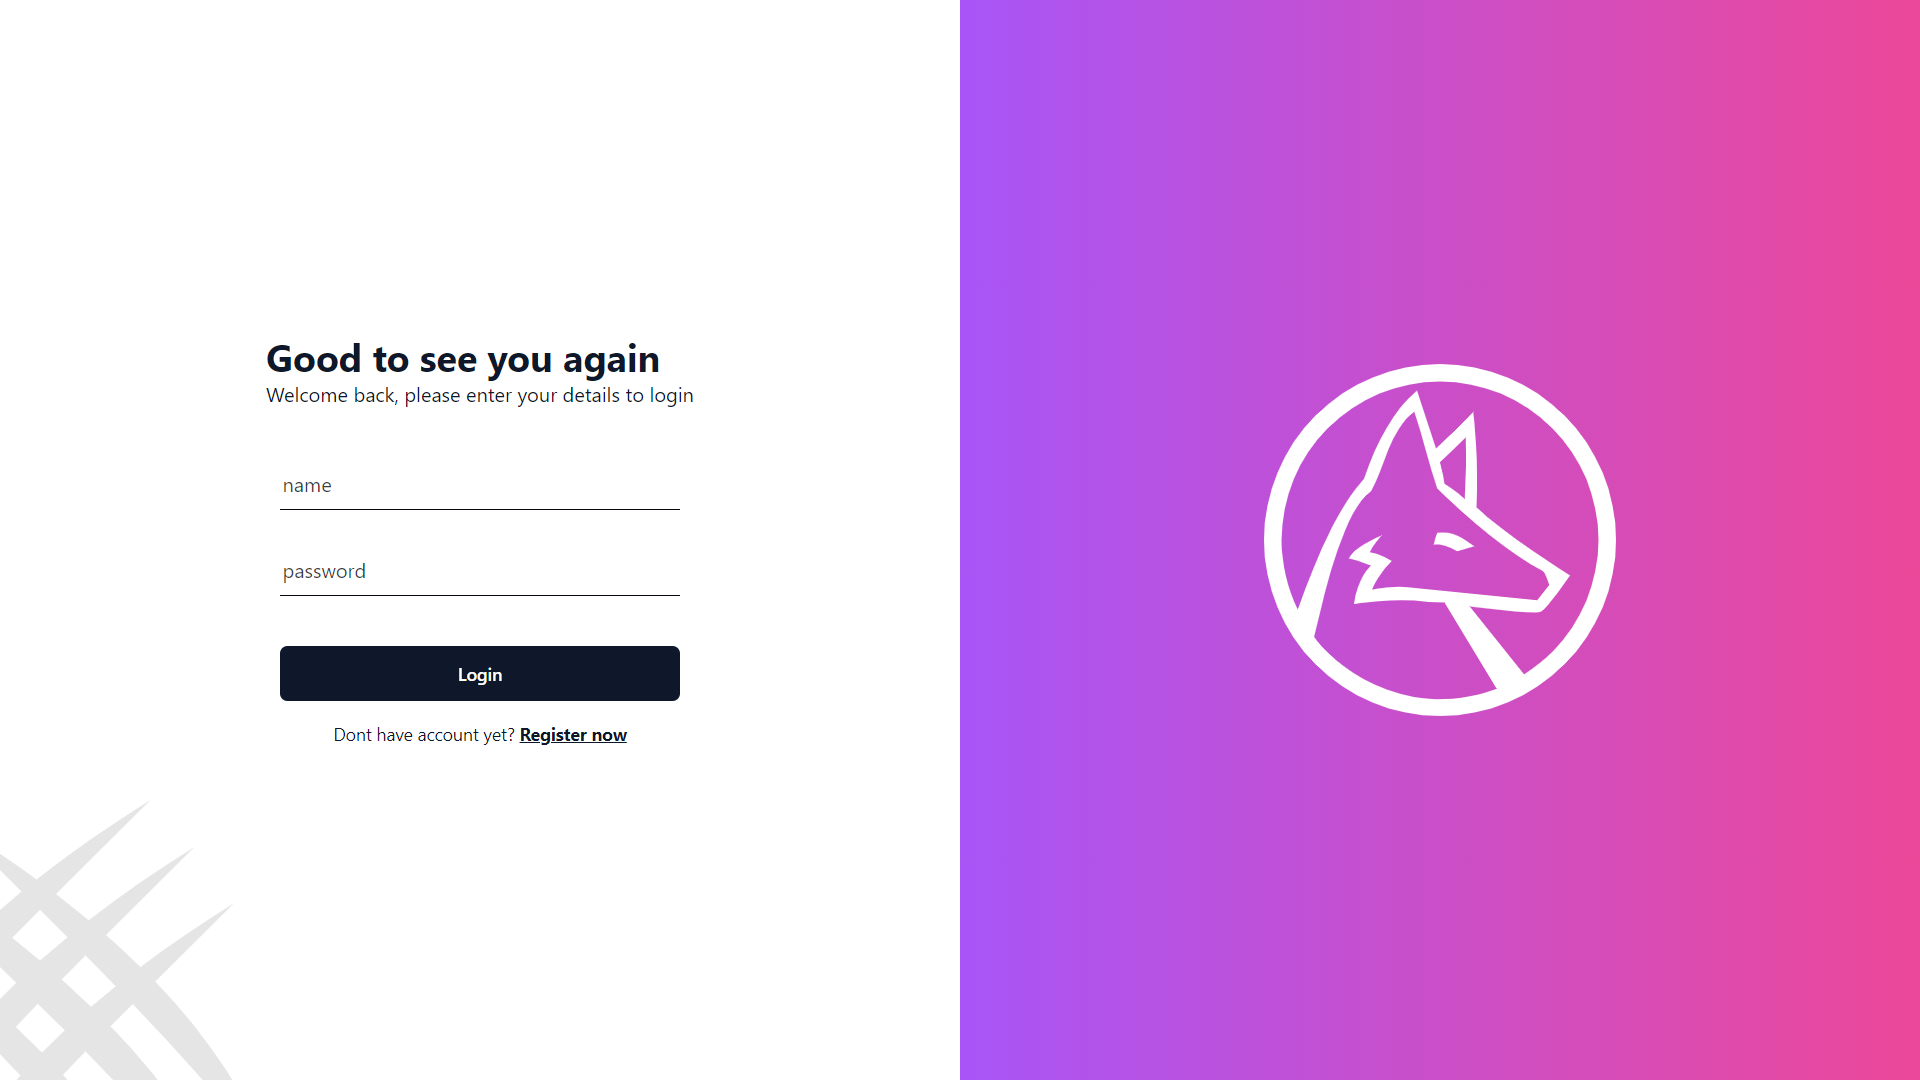 Good to see you again
Welcome back, please enter your details to login
name
password
Login
Dont have account yet? Register now